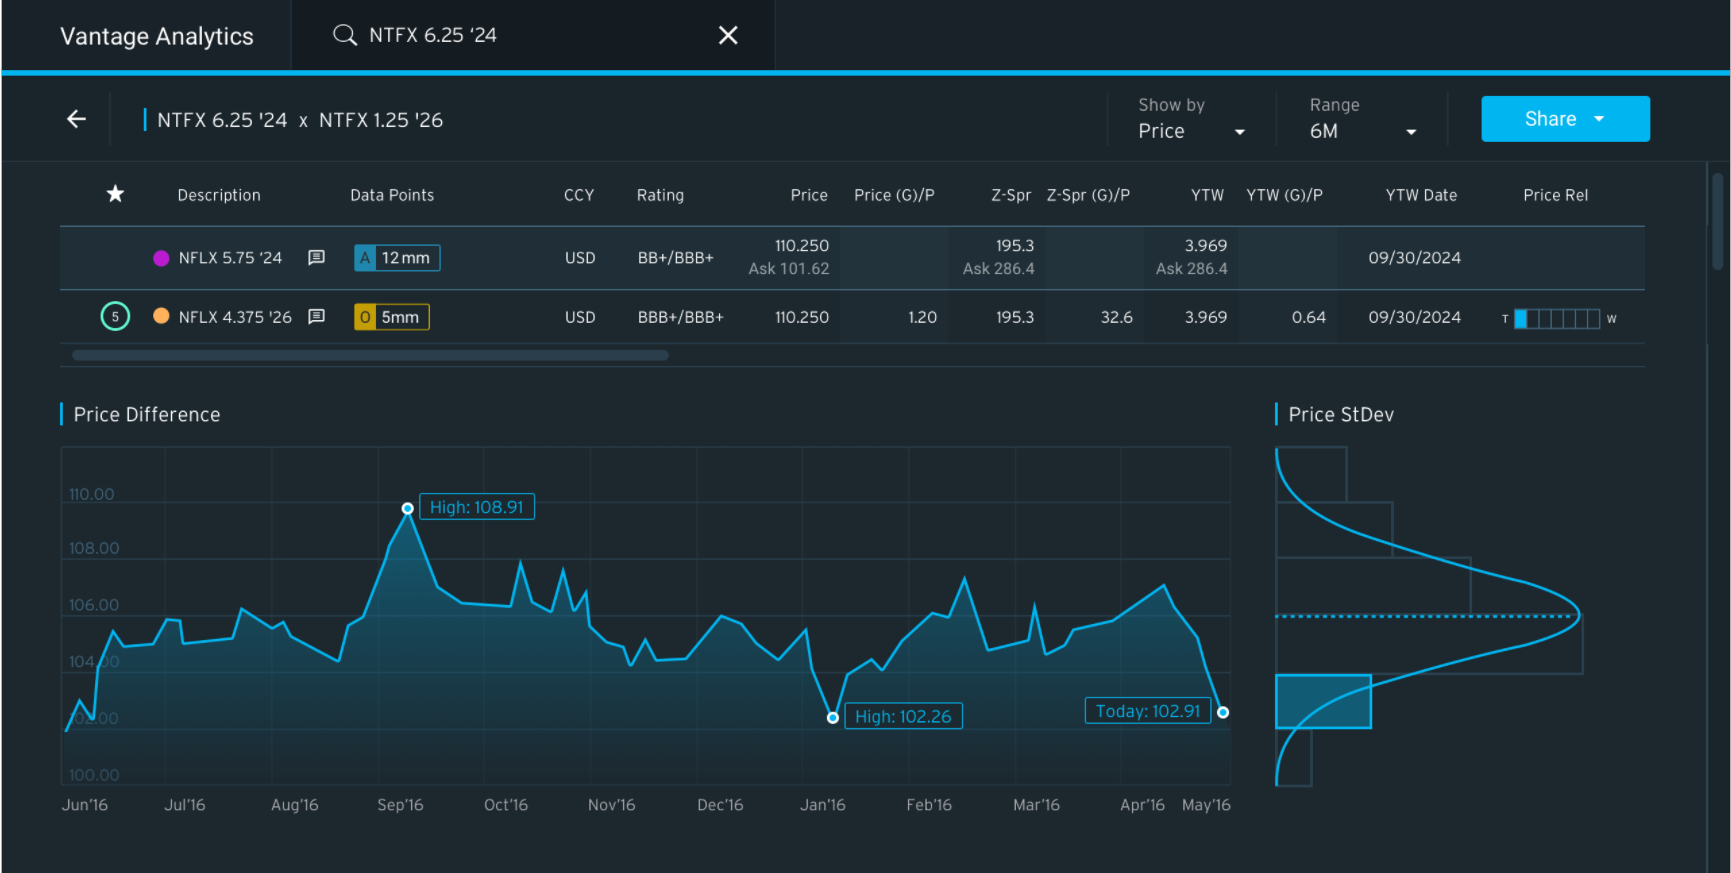 Vantage Analytics
NTFX 6.25 ‘24
NTFX 6.25 '24 x NTFX 1.25 '26
Show by
Price
Range
6M
Share
Description Data Points CCY Rating Price Price (G)/P Z-Spr Z-Spr (G)/P YTW YTW (G)/P YTW Date Price Rel
NFLX 5.75 ‘24 A 12mm USD BB+/BBB+ 110.250 195.3 3.969 09/30/2024
Ask 101.62 Ask 286.4 Ask 286.4
5 NFLX 4.375 '26 O 5mm USD BBB+/BBB+ 110.250 1.20 195.3 32.6 3.969 0.64 09/30/2024 T W
Price Difference
Price StDev
110.00
High: 108.91
108.00
106.00
104.00
High: 102.26
Today: 102.91
102.00
100.00
Jun'16 Jul'16 Aug'16 Sep'16 Oct'16 Nov'16 Dec'16 Jan'16 Feb'16 Mar'16 Apr'16 May'16